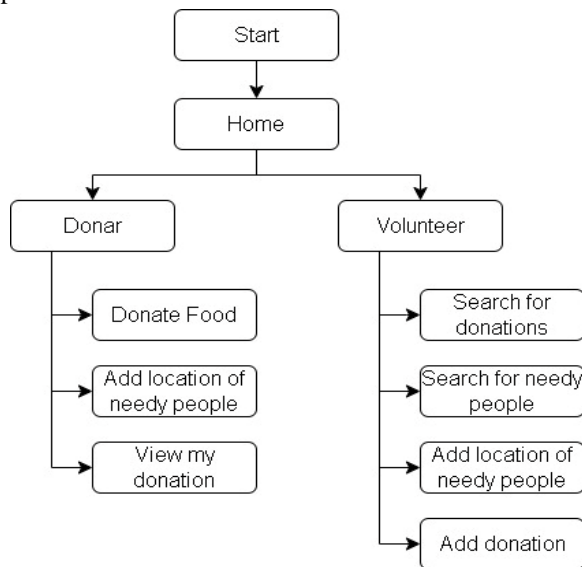 Start
Home
Donar
Volunteer
Donate Food
Add location of
needy people
View my
donation
Search for
donations
Search for needy
people
Add location of
needy people
Add donation